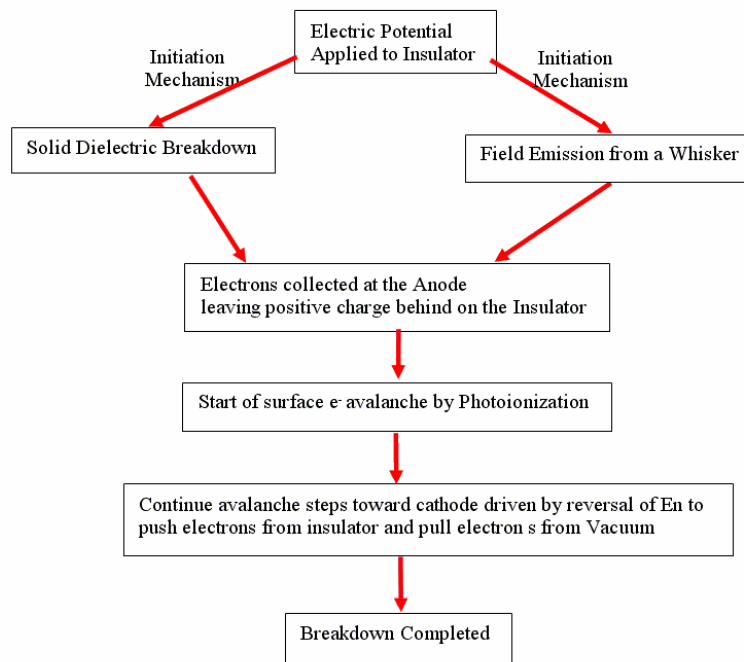 Electric Potential
Applied to Insulator
Initiation
Mechanism
Initiation
Mechanism
Solid Dielectric Breakdown
Field Emission from a Whisker
Electrons collected at the Anode
leaving positive charge behind on the Insulator
Start of surface e- avalanche by Photoionization
Continue avalanche steps toward cathode driven by reversal of En to
push electrons from insulator and pull electron s from Vacuum
Breakdown Completed